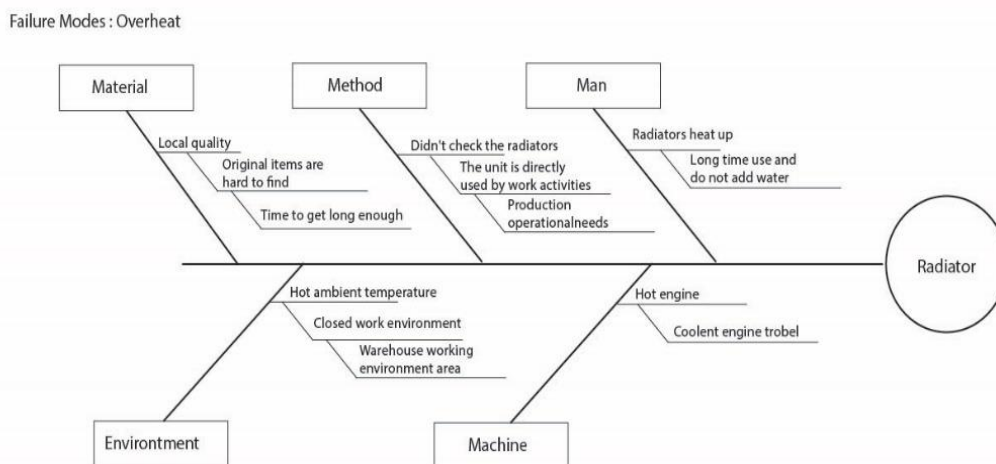 Failure Modes : Overheat
Material
Method
Man
Local quality
Original items are
hard to find
Time to get long enough
Didn't check the radiators
The unit is directly
used by work activities
Production
operationalneeds
Radiators heat up
Long time use and
do not add water
Radiator
Hot ambient temperature
Closed work environment
Warehouse working
environment area
Hot engine
Coolent engine trobel
Environtment
Machine